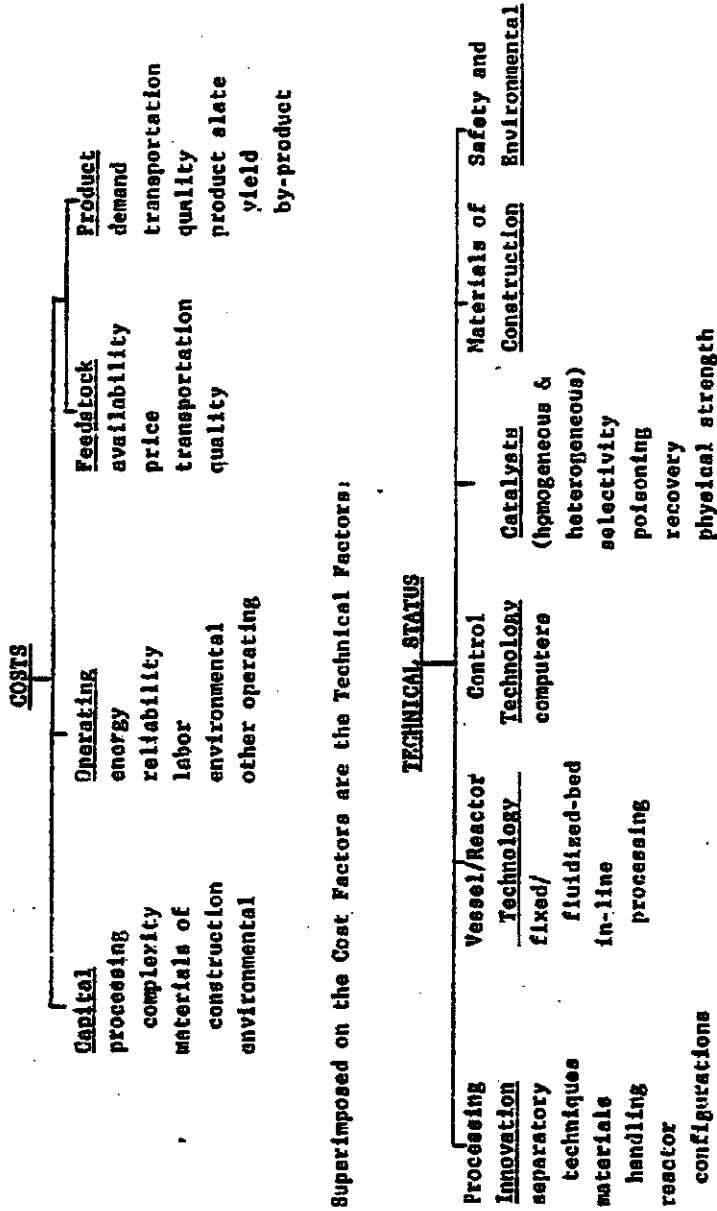 COSTS
Capital
processing
complexity
materials of
construction
environmental
Operating
energy
reliability
labor
environmental
other operating
Feedstock
availability
price
transportation
quality
Product
demand
transportation
quality
product slate
yield
by-product
Superimposed on the Cost Factors are the Technical Factors:
TECHNICAL STATUS
Processing
Innovation
separatory
techniques
materials
handling
reactor
configurations
Vessel/Reactor
Technology
fixed/
fluidized-bed
in-line
processing
Control
Technology
computers
Catalysts
(homogeneous &
heterogeneous)
selectivity
poisoning
recovery
physical strength
Materials of
Construction
Safety and
Environmental